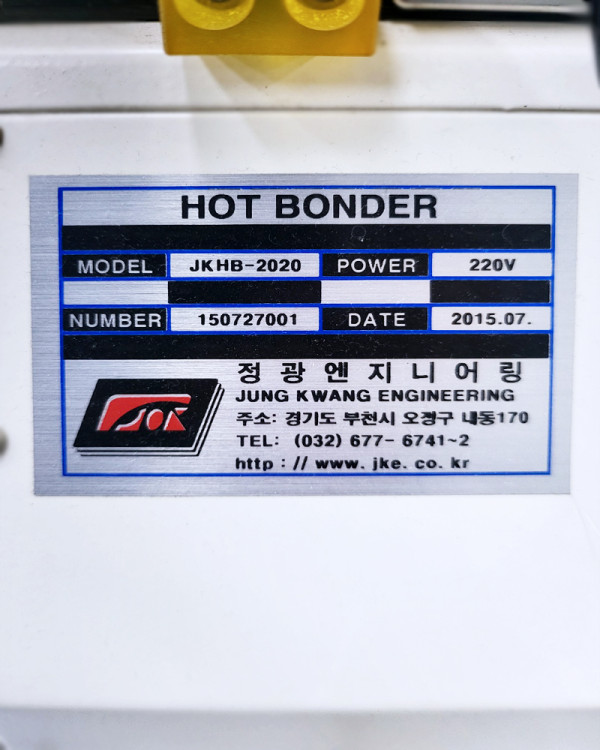 HOT BONDER
MODEL JKHB-2020 POWER 220V
NUMBER 150727001 DATE 2015.07.
정광엔지니어링
JUNG KWANG ENGINEERING
주소: 경기도 부천시 오정구 내동170
TEL: (032) 677- 6741~2
http : // www. jke. co. kr
JOK